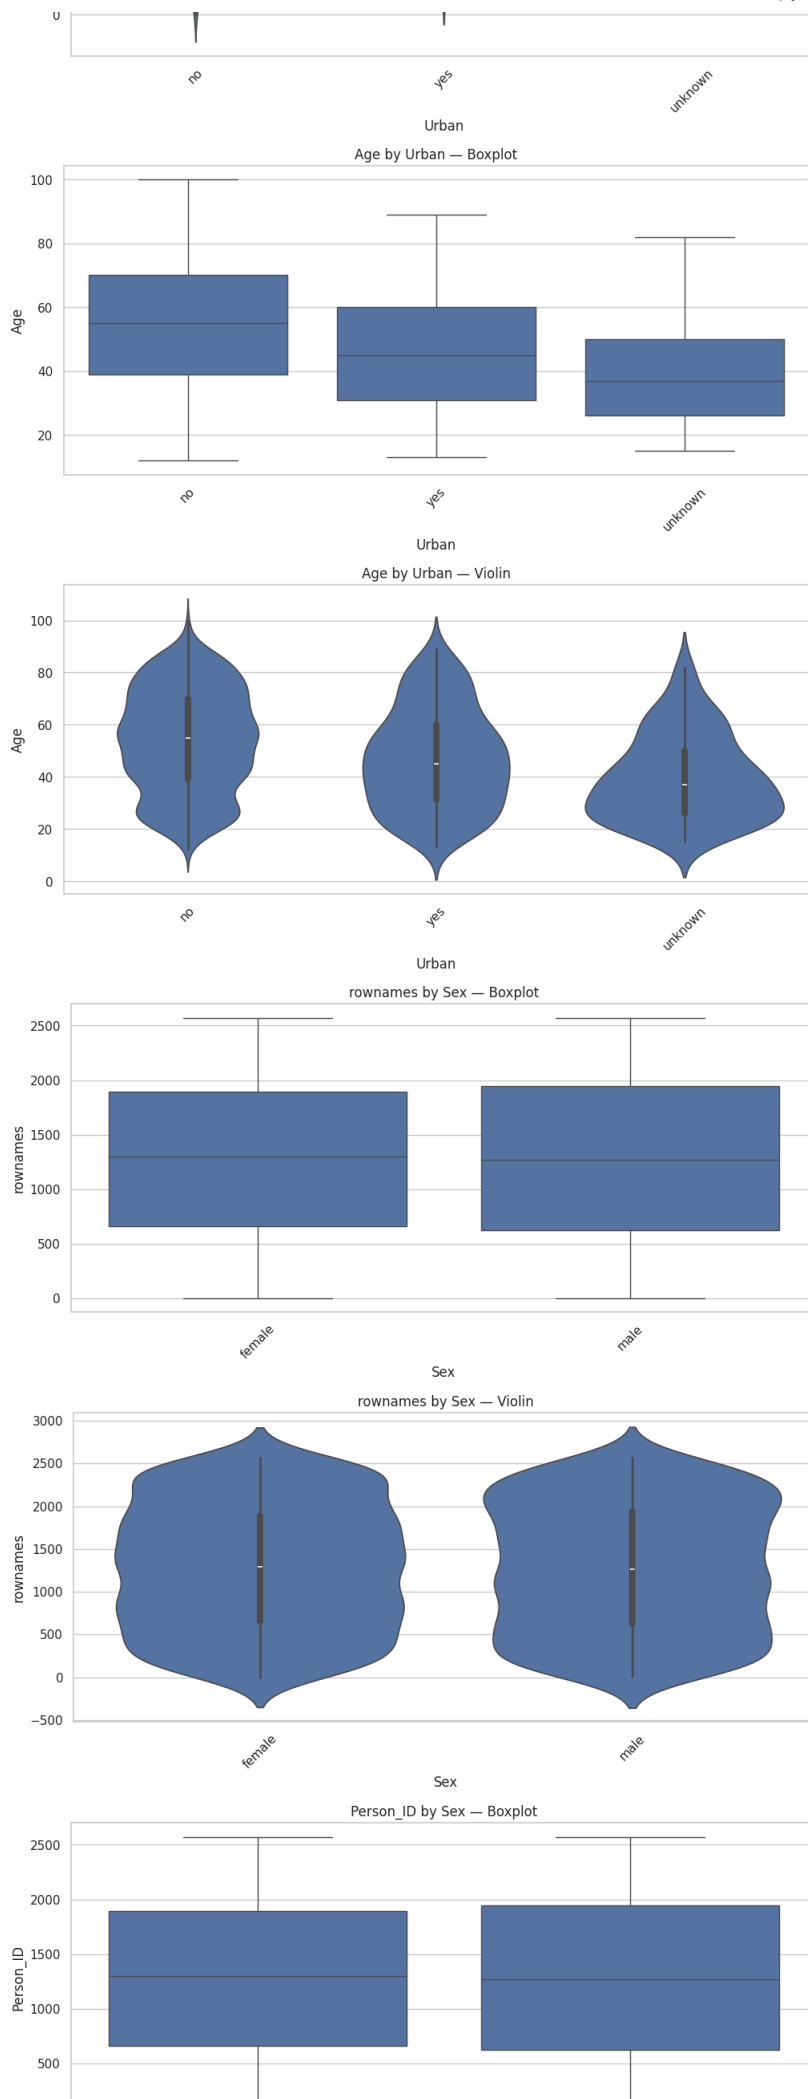 0
no yes unknown
Urban
Age by Urban — Boxplot
100
80
60
40
20
Age
no yes unknown
Urban
Age by Urban — Violin
100
80
60
40
20
0
Age
no yes unknown
Urban
rownames by Sex — Boxplot
2500
2000
1500
1000
500
0
rownames
female male
Sex
rownames by Sex — Violin
3000
2500
2000
1500
1000
500
0
−500
rownames
female male
Sex
Person_ID by Sex — Boxplot
2500
2000
1500
1000
500
Person_ID